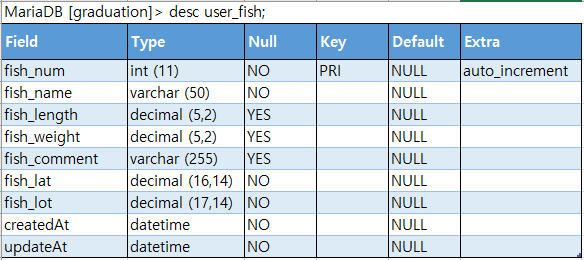 MariaDB [graduation]> desc user_fish;
Field Type Null Key Default Extra
fish_num int (11) NO PRI NULL auto_increment
fish_name varchar (50) NO NULL
fish_length decimal (5,2) YES NULL
fish_weight decimal (5,2) YES NULL
fish_comment varchar (255) YES NULL
fish_lat decimal (16,14) NO NULL
fish_lot decimal (17,14) NO NULL
createdAt datetime NO NULL
updateAt datetime NO NULL